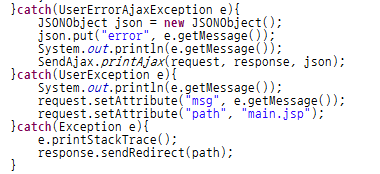 }catch(UserErrorAjaxException e){
JSONObject json = new JSONObject();
json.put("error", e.getMessage());
System.out.println(e.getMessage());
SendAjax.printAjax(request, response, json);
}catch(UserException e){
System.out.println(e.getMessage());
request.setAttribute("msg", e.getMessage());
request.setAttribute("path", "main.jsp");
}catch(Exception e){
e.printStackTrace();
response.sendRedirect(path);
}